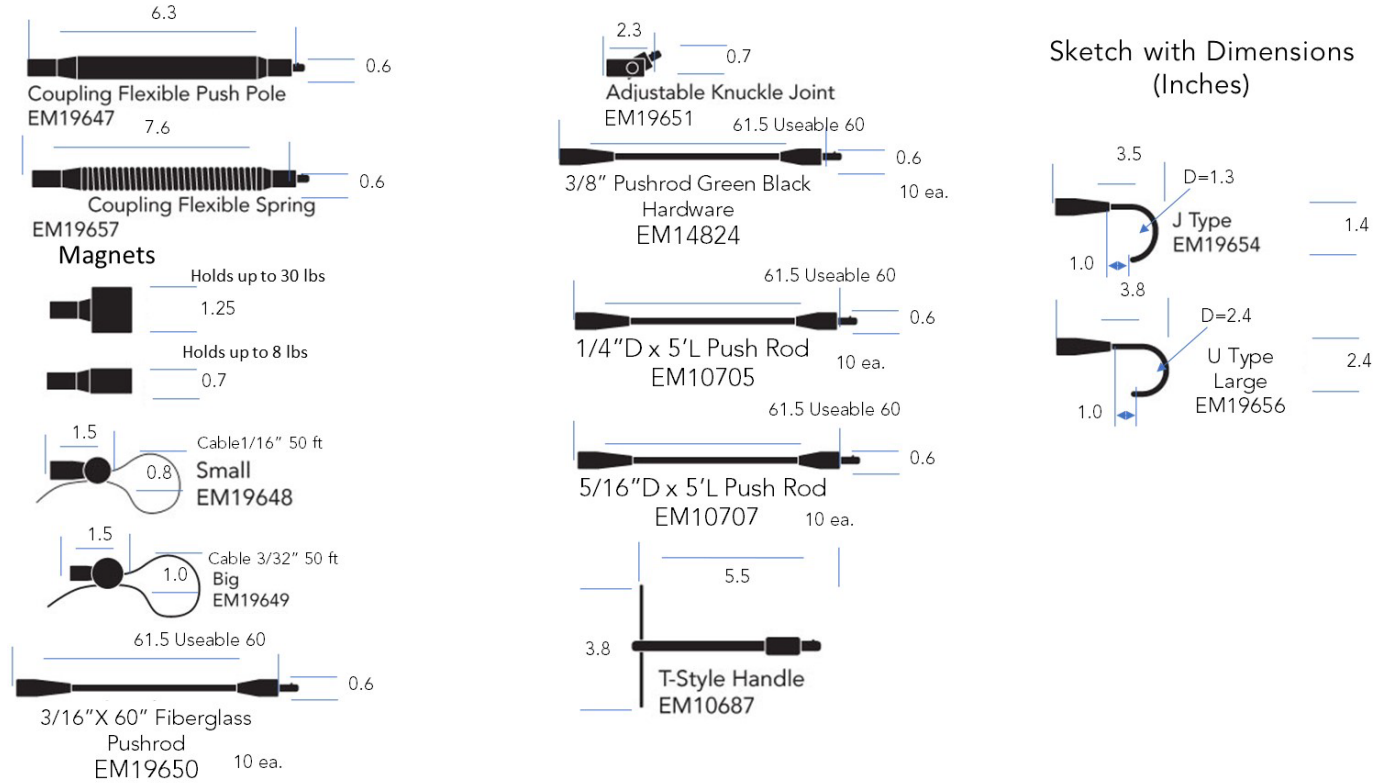 6.3
0.6
Coupling Flexible Push Pole
EM19647
7.6
0.6
Coupling Flexible Spring
EM19657
Magnets
Holds up to 30 lbs
1.25
Holds up to 8 lbs
0.7
1.5
Cable1/16” 50 ft
0.8
Small
EM19648
1.5
Cable 3/32” 50 ft
1.0
Big
EM19649
61.5 Useable 60
0.6
3/16”X 60” Fiberglass
Pushrod
EM19650
10 ea.
2.3
0.7
Adjustable Knuckle Joint
EM19651
61.5 Useable 60
0.6
3/8” Pushrod Green Black
10 ea.
Hardware
EM14824
61.5 Useable 60
0.6
1/4”D x 5’L Push Rod
EM10705
10 ea.
61.5 Useable 60
0.6
5/16”D x 5’L Push Rod
EM10707
10 ea.
5.5
3.8
T-Style Handle
EM10687
Sketch with Dimensions
(Inches)
3.5
D=1.3
J Type
EM19654
1.4
1.0
3.8
D=2.4
U Type
Large
EM19656
2.4
1.0